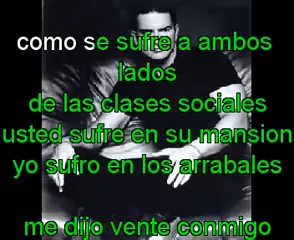 como se sufre a ambos
lados
de las clases sociales
usted sufre en su mansion
yo sufro en los arrabales
me dijo vente conmigo